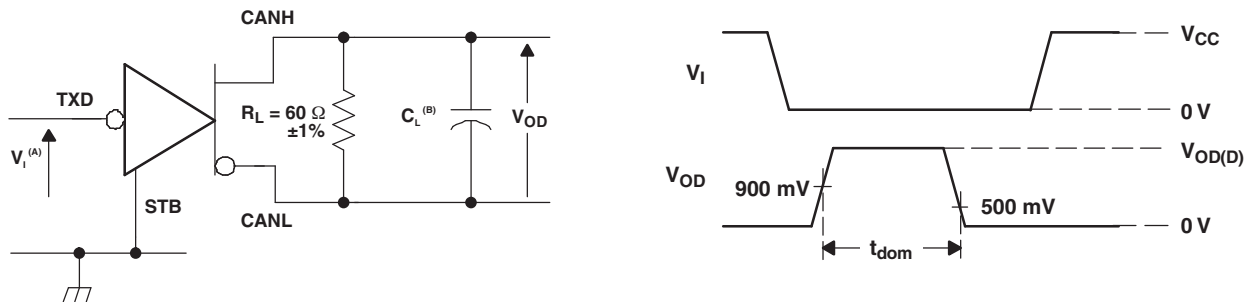 CANH
TXD
R_L = 60 Ω
±1%
C_L (B)
V_OD
V_I (A)
STB
CANL
V_I
V_CC
0 V
V_OD
900 mV
V_OD(D)
500 mV
0 V
t_dom